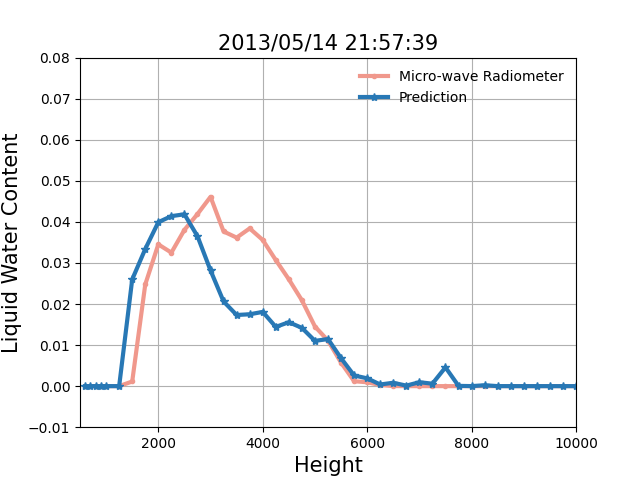 2013/05/14 21:57:39
Micro-wave Radiometer
Prediction
Liquid Water Content
0.08
0.07
0.06
0.05
0.04
0.03
0.02
0.01
0.00
−0.01
2000 4000 6000 8000 10000
Height